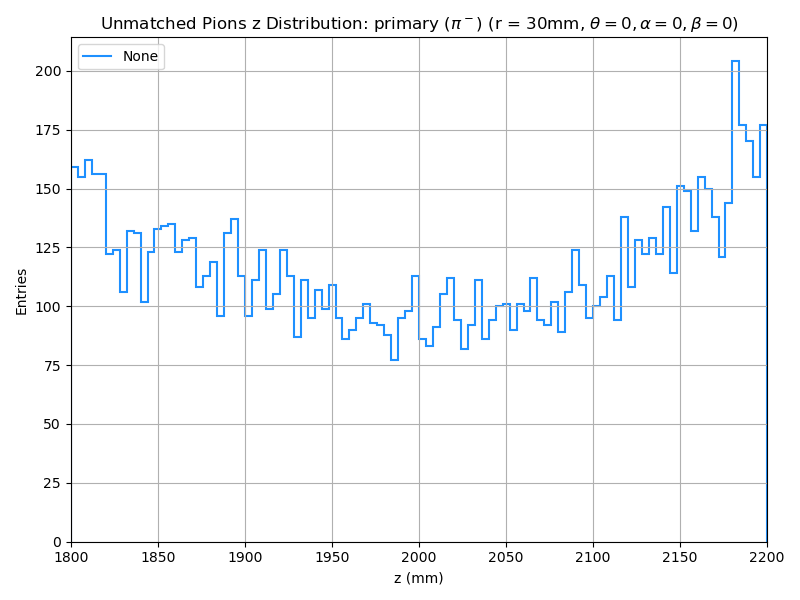 Unmatched Pions z Distribution: primary (π⁻) (r = 30mm, θ = 0, α = 0, β = 0)
None
Entries
200
175
150
125
100
75
50
25
0
1800 1850 1900 1950 2000 2050 2100 2150 2200
z (mm)